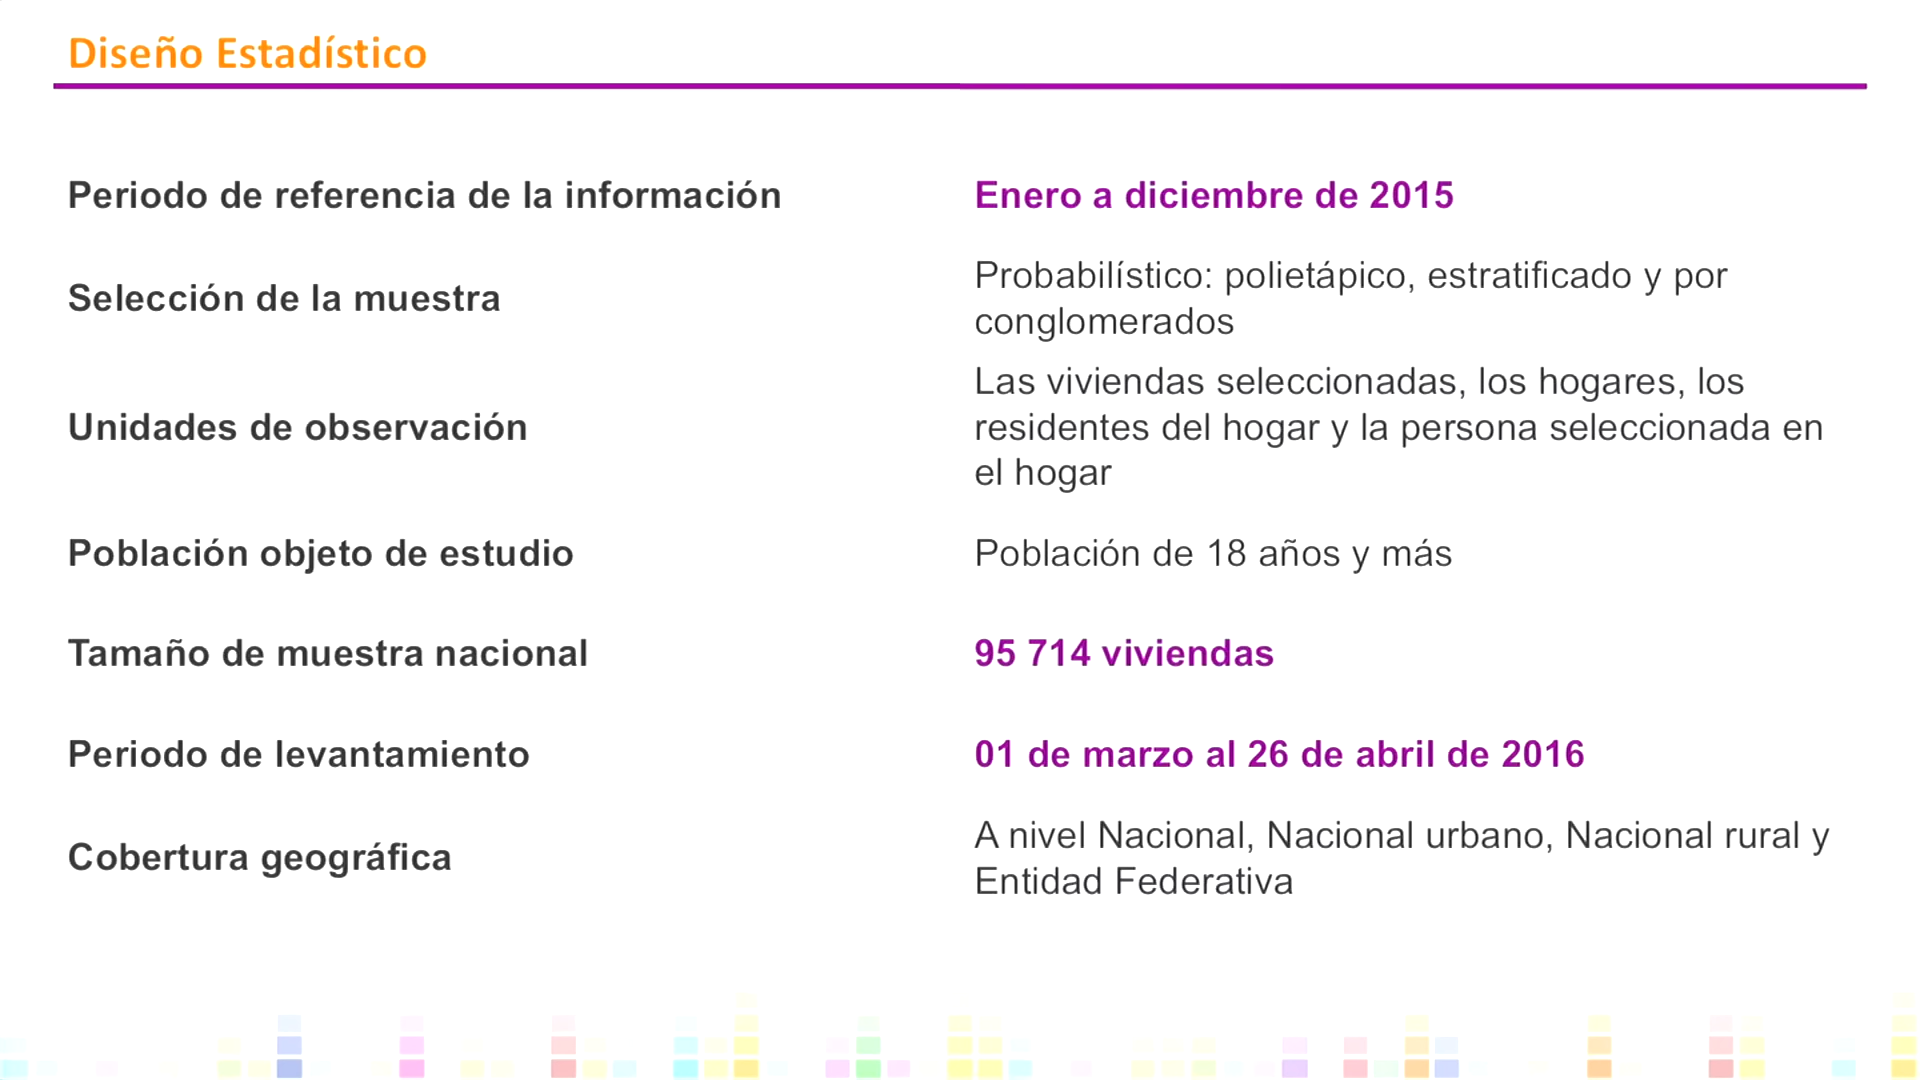 Diseño Estadístico
Periodo de referencia de la información
Enero a diciembre de 2015
Selección de la muestra
Probabilístico: polietápico, estratificado y por
conglomerados
Unidades de observación
Las viviendas seleccionadas, los hogares, los
residentes del hogar y la persona seleccionada en
el hogar
Población objeto de estudio
Población de 18 años y más
Tamaño de muestra nacional
95 714 viviendas
Periodo de levantamiento
01 de marzo al 26 de abril de 2016
Cobertura geográfica
A nivel Nacional, Nacional urbano, Nacional rural y
Entidad Federativa